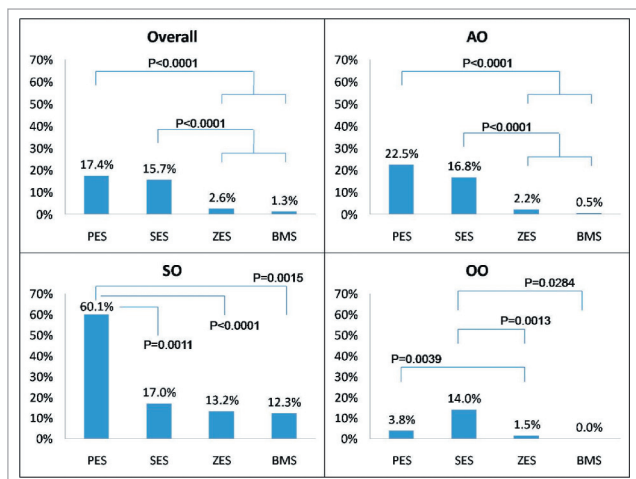 Overall
70%
60%
50%
40%
30%
20%
10%
0%
P<0.0001
P<0.0001
17.4%
15.7%
2.6%
1.3%
PES
SES
ZES
BMS
AO
70%
60%
50%
40%
30%
20%
10%
0%
P<0.0001
P<0.0001
22.5%
16.8%
2.2%
0.5%
PES
SES
ZES
BMS
SO
70%
60%
50%
40%
30%
20%
10%
0%
P=0.0015
60.1%
P<0.0001
P=0.0011
17.0%
13.2%
12.3%
PES
SES
ZES
BMS
OO
70%
60%
50%
40%
30%
20%
10%
0%
P=0.0284
P=0.0013
P=0.0039
3.8%
14.0%
1.5%
0.0%
PES
SES
ZES
BMS